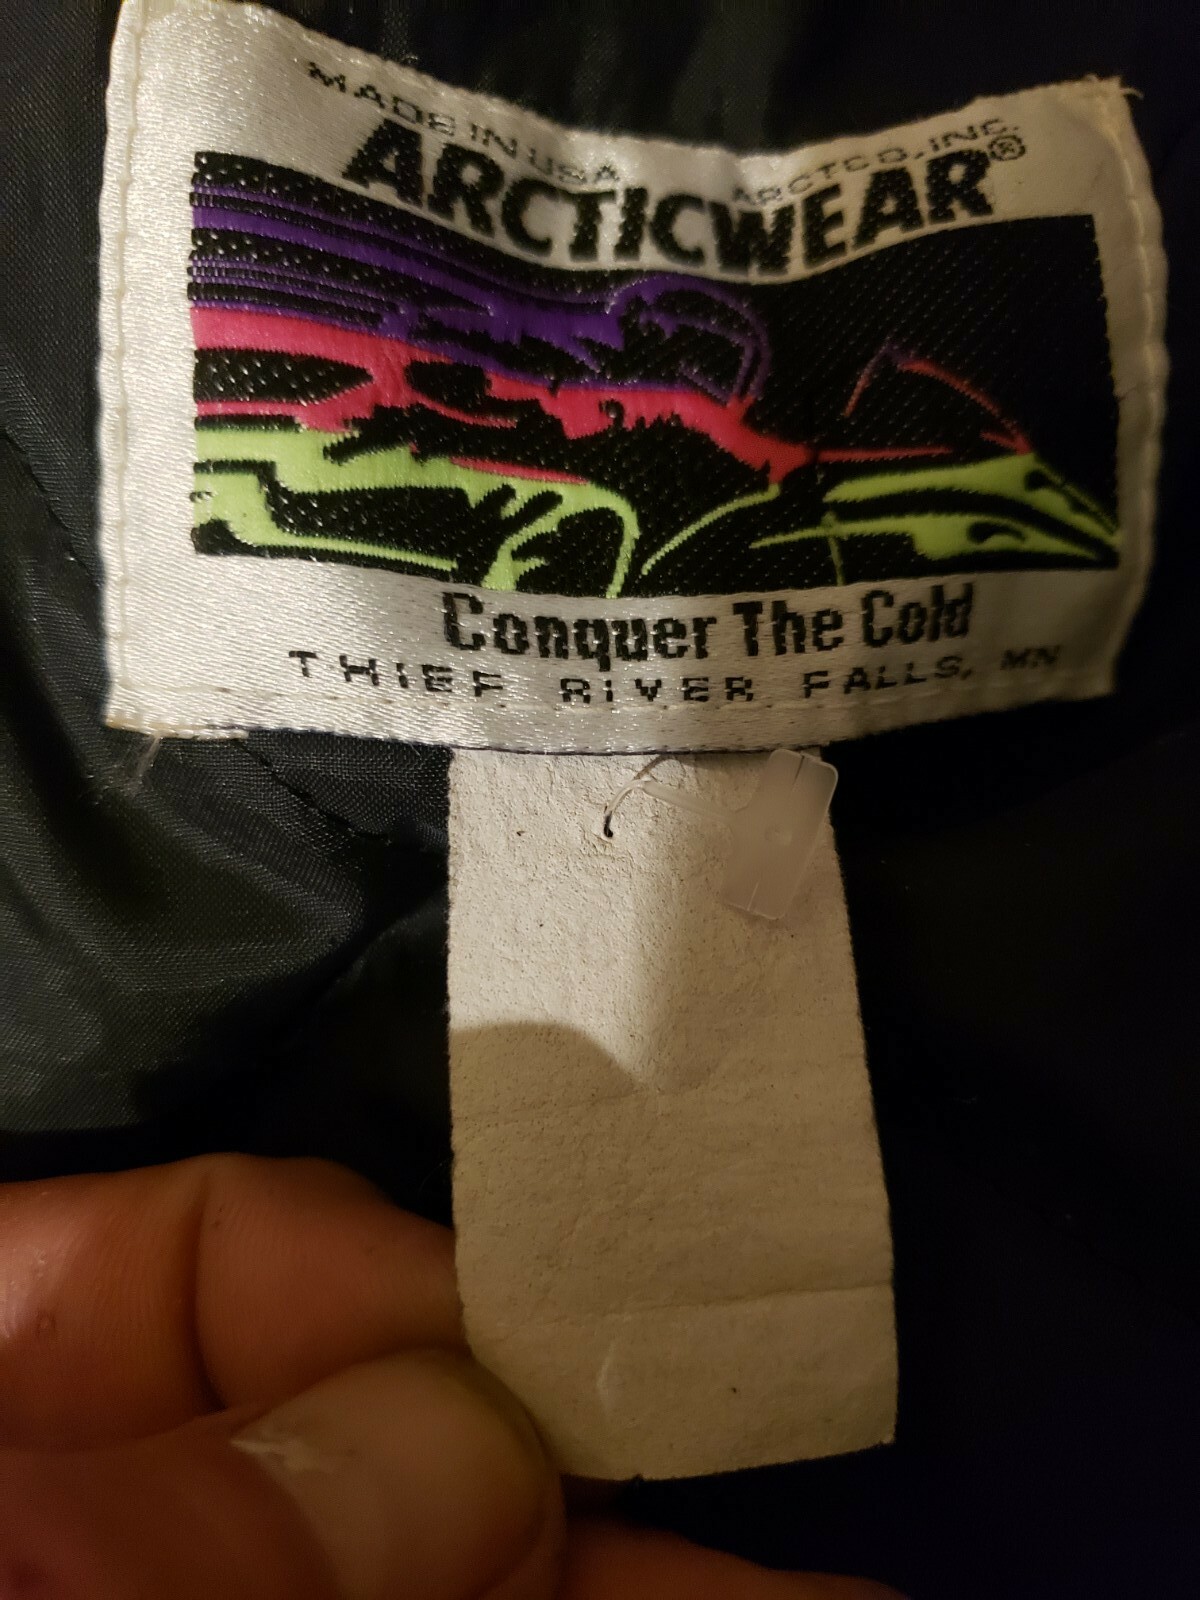 MADE IN USA ARCTCO, INC.
ARCTICWEAR®
Conquer The Cold
THIEF RIVER FALLS, MN